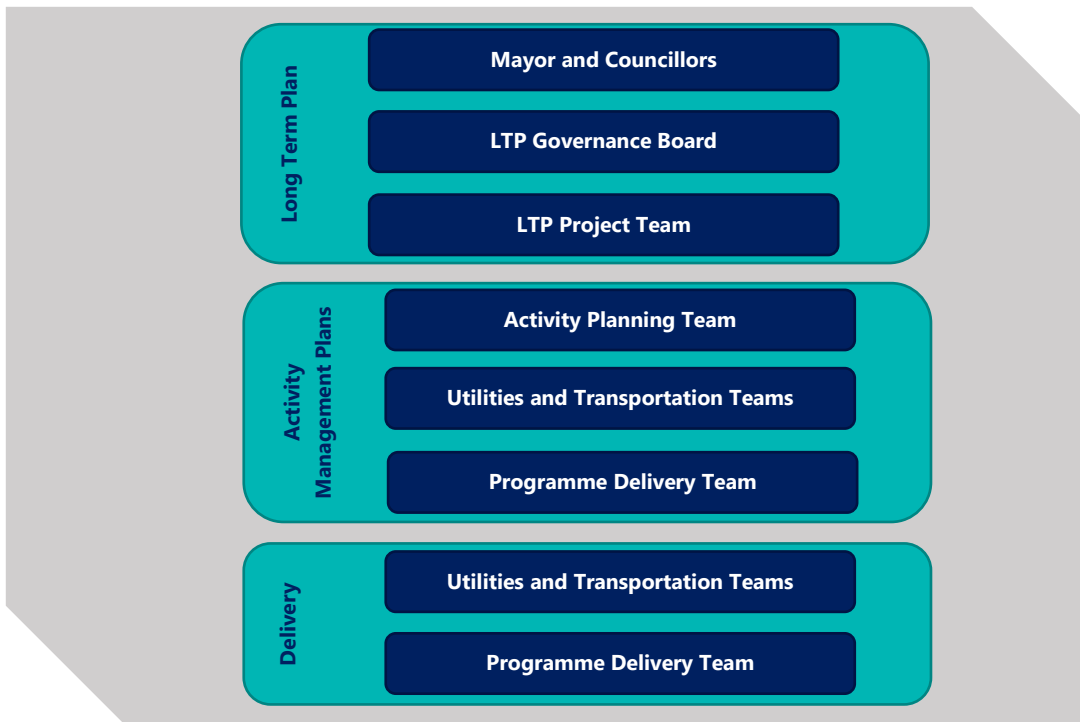 Long Term Plan
Mayor and Councillors
LTP Governance Board
LTP Project Team
Activity
Management Plans
Activity Planning Team
Utilities and Transportation Teams
Programme Delivery Team
Delivery
Utilities and Transportation Teams
Programme Delivery Team